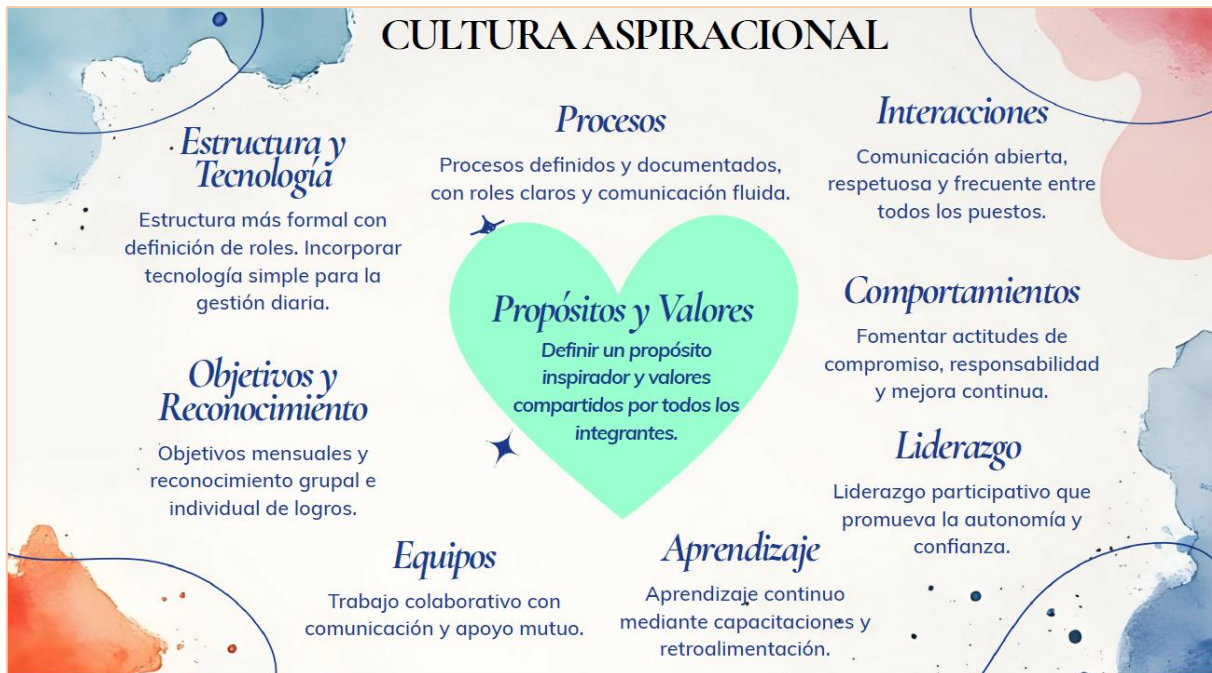 CULTURA ASPIRACIONAL
Estructura y
Tecnología
Estructura más formal con
definición de roles. Incorporar
tecnología simple para la
gestión diaria.
Procesos
Procesos definidos y documentados,
con roles claros y comunicación fluida.
Interacciones
Comunicación abierta,
respetuosa y frecuente entre
todos los puestos.
Propósitos y Valores
Definir un propósito
inspirador y valores
compartidos por todos los
integrantes.
Comportamientos
Fomentar actitudes de
compromiso, responsabilidad
y mejora continua.
Objetivos y
Reconocimiento
Objetivos mensuales y
reconocimiento grupal e
individual de logros.
Liderazgo
Liderazgo participativo que
promueva la autonomía y
confianza.
Equipos
Trabajo colaborativo con
comunicación y apoyo mutuo.
Aprendizaje
Aprendizaje continuo
mediante capacitaciones y
retroalimentación.